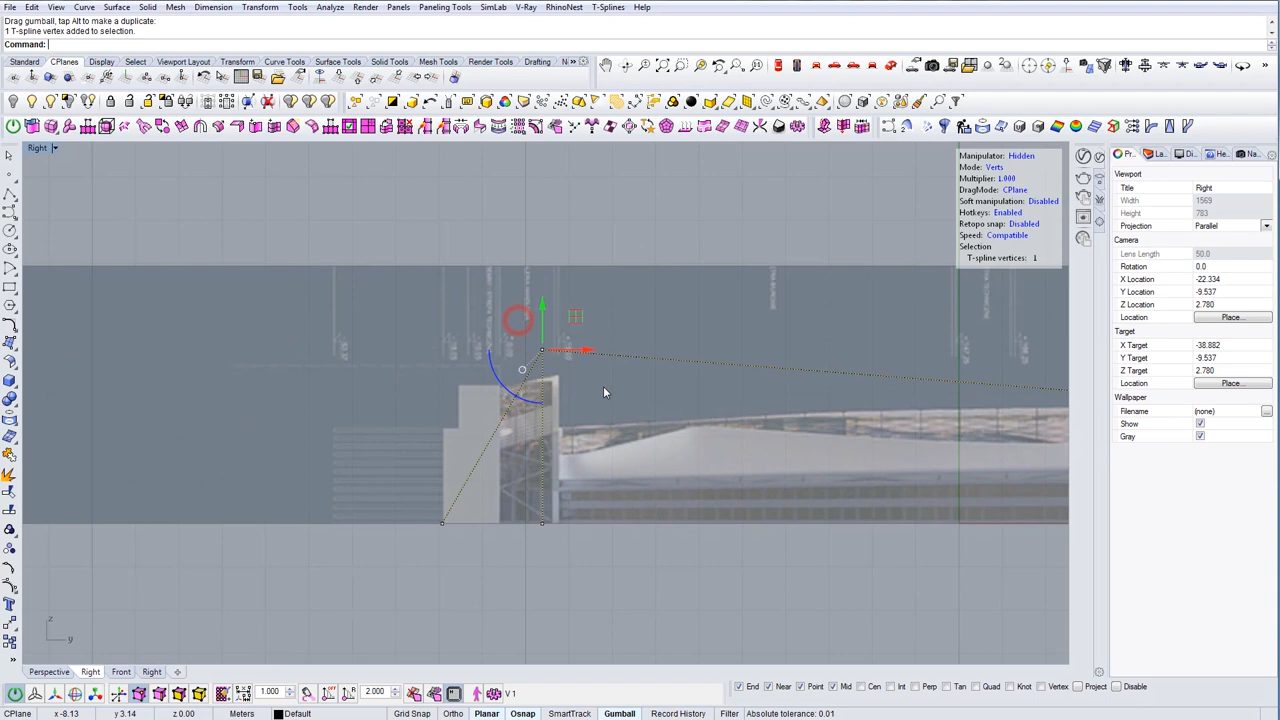 File Edit View Curve Surface Solid Mesh Dimension Transform Tools Analyze Render Panels Paneling Tools SimLab V-Ray RhinoNest T-Splines Help
Drag gumball, tap Alt to make a duplicate:
1 T-spline vertex added to selection.
Command:
Standard CPlanes Display Select Viewport Layout Transform Curve Tools Surface Tools Solid Tools Mesh Tools Render Tools Drafting
Right
Manipulator: Hidden
Mode: Verts
Multiplier: 1.000
DragMode: CPlane
Soft manipulation: Disabled
Hotkeys: Enabled
Retopo snap: Disabled
Speed: Compatible
Selection
T-spline vertices: 1
Pr... La... Di... He... Na...
Viewport
Title Right
Width 1569
Height 783
Projection Parallel
Camera
Lens Length 50.0
Rotation 0.0
X Location -22.334
Y Location -9.537
Z Location 2.780
Location Place...
Target
X Target -38.882
Y Target -9.537
Z Target 2.780
Location Place...
Wallpaper
Filename (none) ...
Show
Gray
z
y
Perspective Right Front Right
1.000 2.000 V 1
End Near Point Mid Cen Int Perp Tan Quad Knot Vertex Project Disable
CPlane x -8.13 y 3.14 z 0.00 Meters Default Grid Snap Ortho Planar Osnap SmartTrack Gumball Record History Filter Absolute tolerance: 0.01